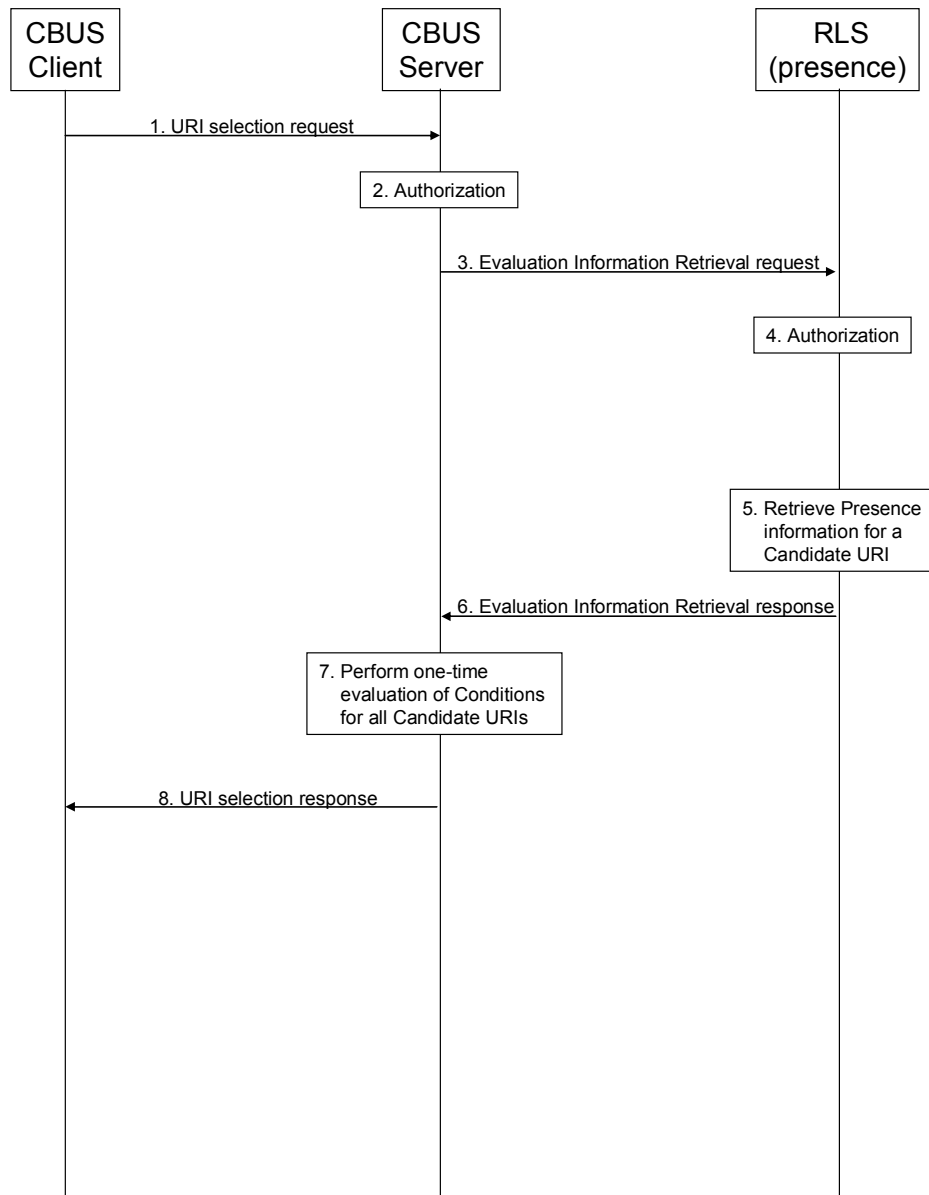 CBUS
Client
CBUS
Server
RLS
(presence)
1. URI selection request
2. Authorization
3. Evaluation Information Retrieval request
4. Authorization
5. Retrieve Presence
information for a
Candidate URI
6. Evaluation Information Retrieval response
7. Perform one-time
evaluation of Conditions
for all Candidate URIs
8. URI selection response